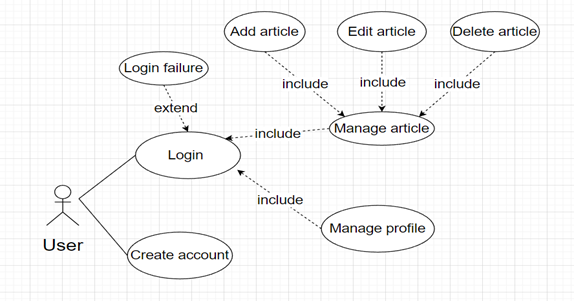 Add article
Edit article
Delete article
Login failure
include
include
include
extend
Manage article
include
Login
include
User
Manage profile
Create account